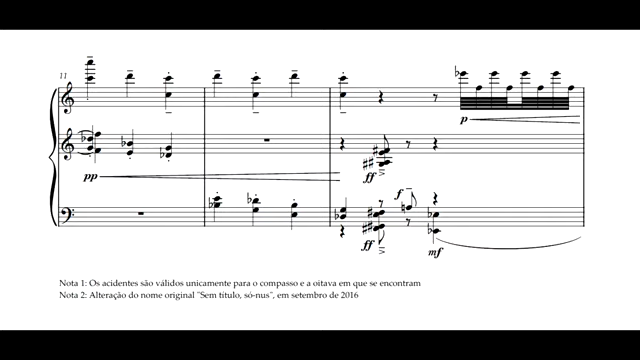 11
p
pp
ff
f
ff
mf
Nota 1: Os acidentes são válidos unicamente para o compasso e a oitava em que se encontram
Nota 2: Alteração do nome original "Sem título, só-nus", em setembro de 2016